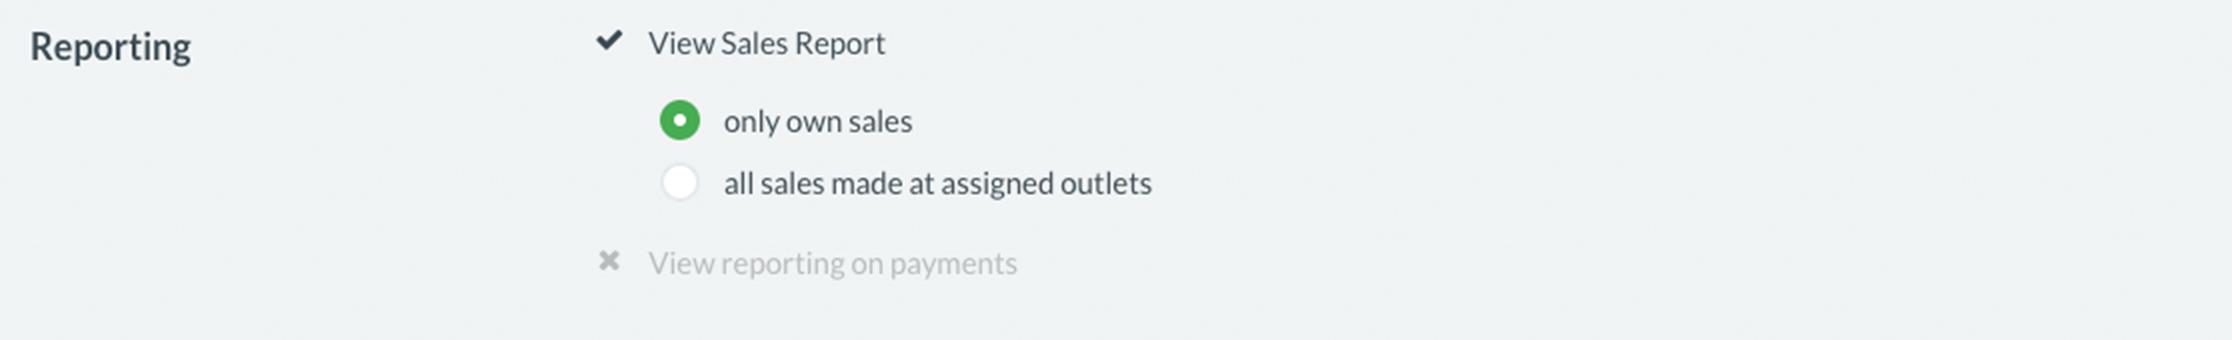 Reporting
View Sales Report
only own sales
all sales made at assigned outlets
View reporting on payments